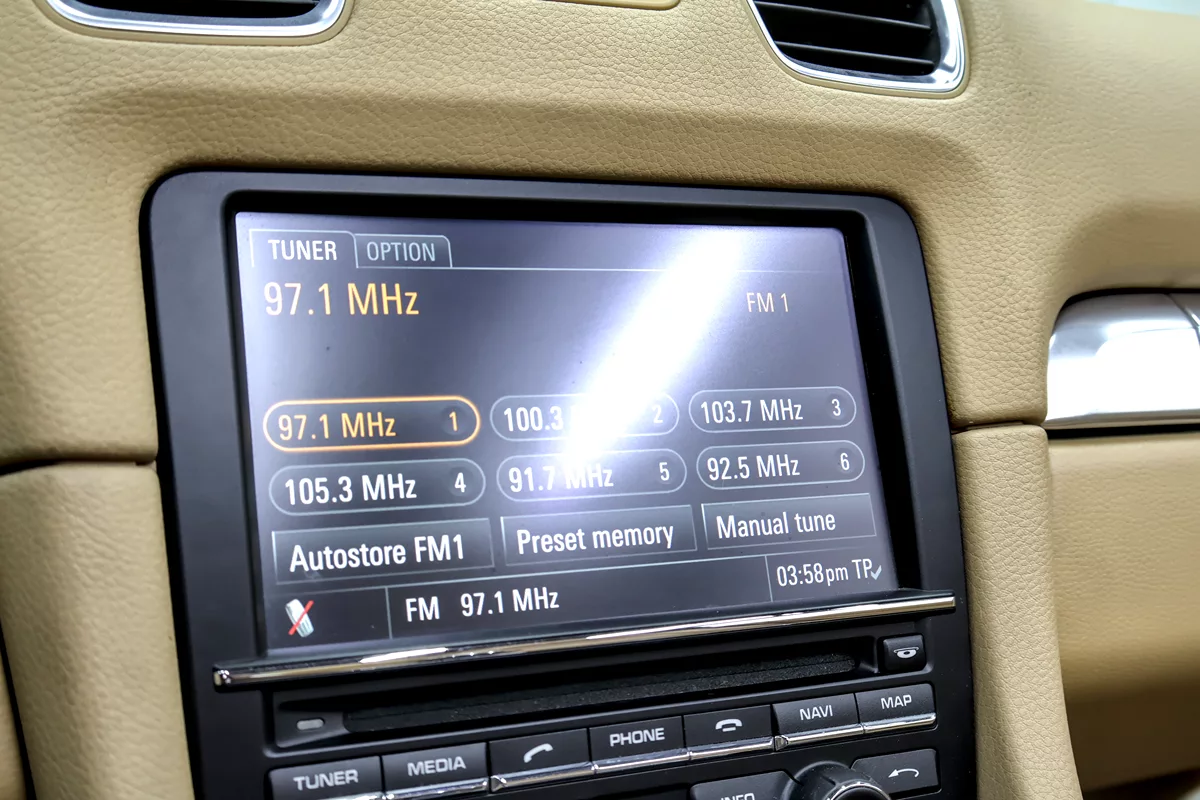 TUNER OPTION
97.1 MHz FM 1
97.1 MHz 1 100.3 2 103.7 MHz 3
105.3 MHz 4 91.7 MHz 5 92.5 MHz 6
Autostore FM1 Preset memory Manual tune
FM 97.1 MHz 03:58pm TP
TUNER MEDIA PHONE NAVI MAP
INFO